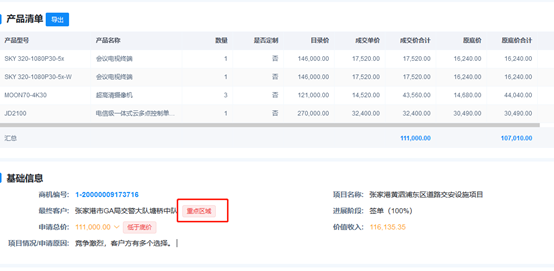 产品清单 导出
产品型号 产品名称 数量 是否定制 目录价 成交单价 成交价合计 原底价 原底价合计
SKY 320-1080P30-5x 会议电视终端 1 否 146,000.00 17,520.00 17,520.00 16,240.00 16,240.00
SKY 320-1080P30-5x-W 会议电视终端 1 否 146,000.00 17,520.00 17,520.00 16,240.00 16,240.00
MOON70-4K30 超高清摄像机 3 否 121,000.00 14,520.00 43,560.00 14,680.00 44,040.00
JD2100 电信级一体式云多点控制单... 1 否 270,000.00 32,400.00 32,400.00 30,490.00 30,490.00
汇总 111,000.00 107,010.00
基础信息
商机编号: 1-20000009173716 项目名称: 张家港黄泗浦东区道路交安设施项目
最终客户: 张家港市GA局交警大队塘桥中队 重点区域 进展阶段: 签单（100%）
申请总价: 111,000.00 低于底价 价值收入: 116,135.35
项目情况/申请原因: 竞争激烈，客户方有多个选择。